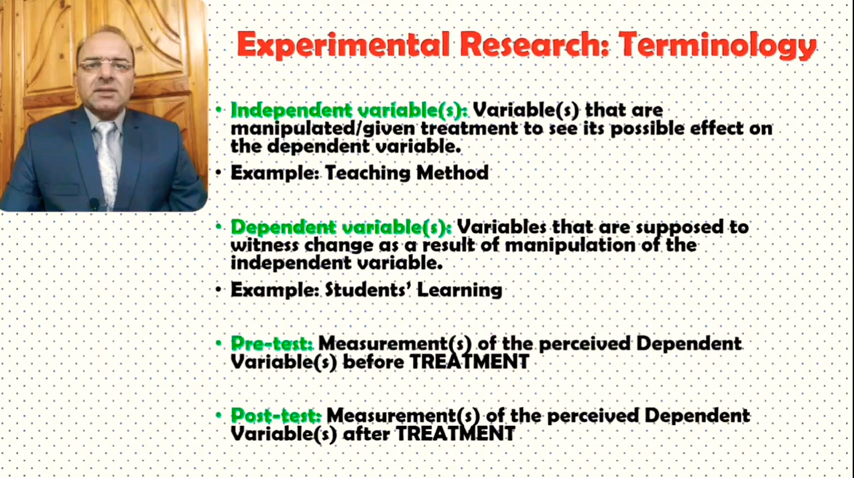 Experimental Research: Terminology
• Independent variable(s): Variable(s) that are
manipulated/given treatment to see its possible effect on
the dependent variable.
• Example: Teaching Method
• Dependent variable(s): Variables that are supposed to
witness change as a result of manipulation of the
independent variable.
• Example: Students' Learning
• Pre-test: Measurement(s) of the perceived Dependent
Variable(s) before TREATMENT
• Post-test: Measurement(s) of the perceived Dependent
Variable(s) after TREATMENT